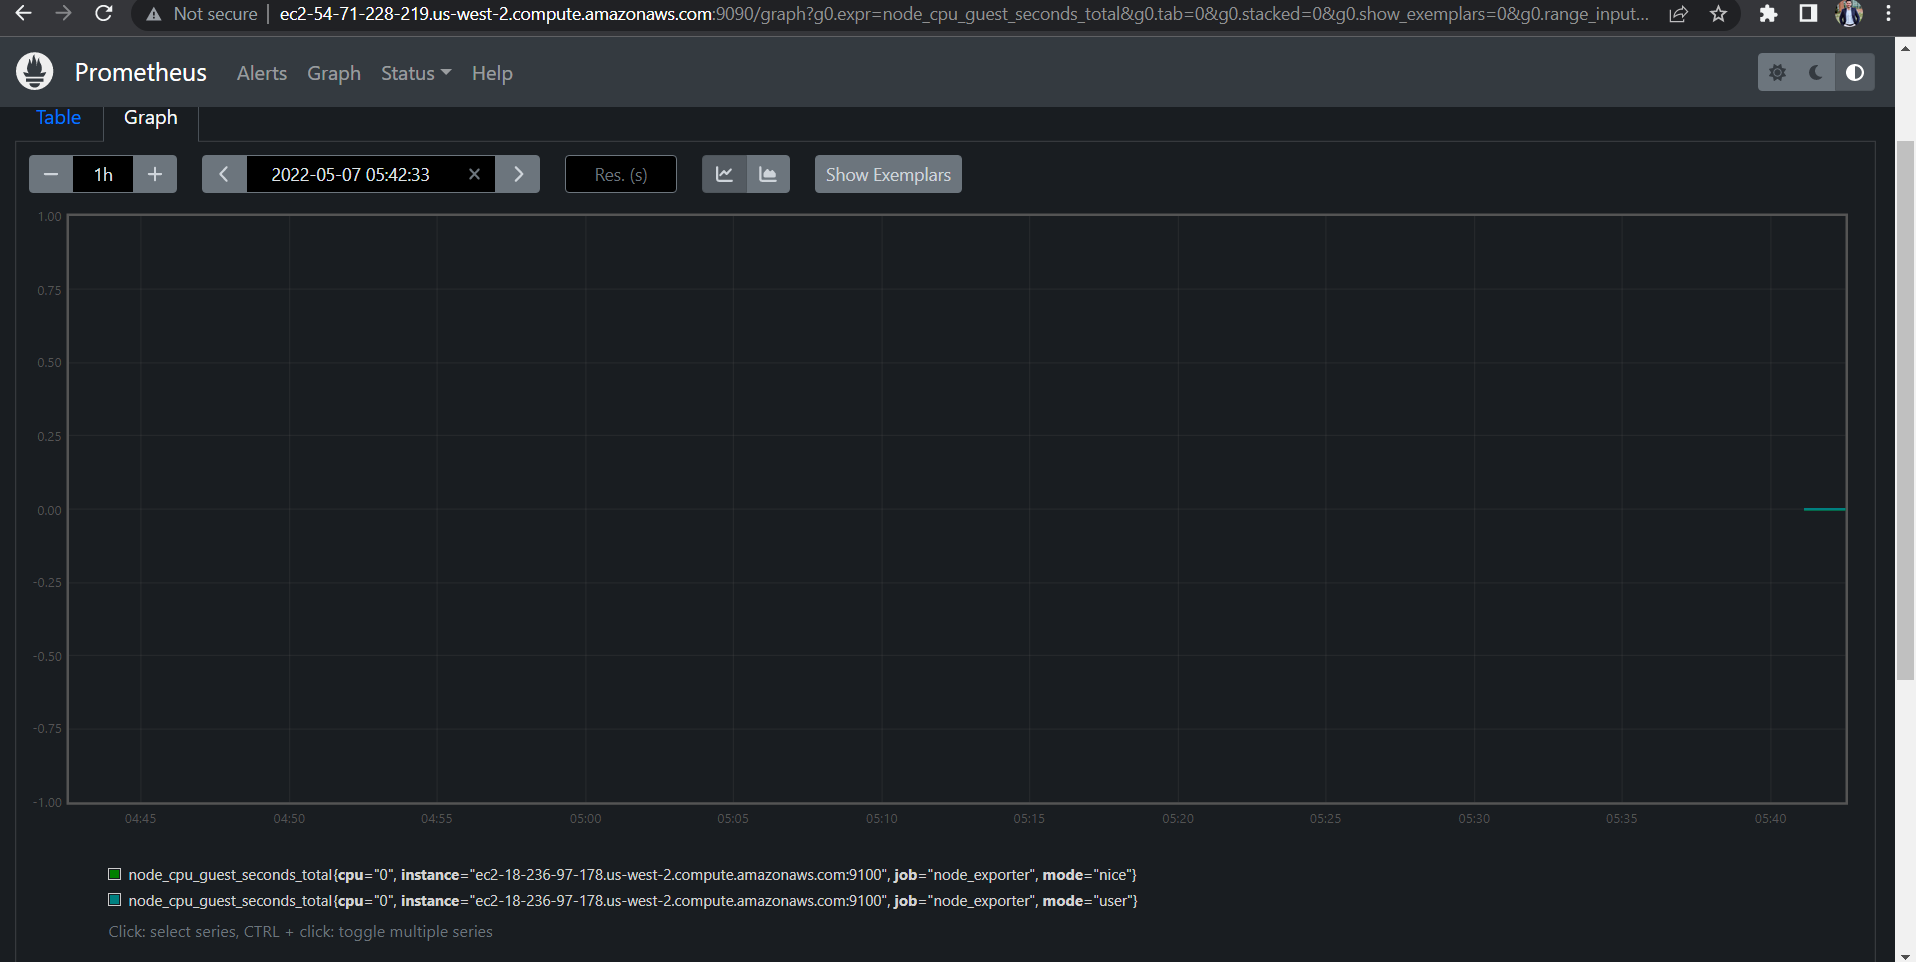 Not secure | ec2-54-71-228-219.us-west-2.compute.amazonaws.com:9090/graph?g0.expr=node_cpu_guest_seconds_total&g0.tab=0&g0.stacked=0&g0.show_exemplars=0&g0.range_input...
Prometheus Alerts Graph Status Help
Table Graph
− 1h + 2022-05-07 05:42:33 × Res. (s) Show Exemplars
1.00
0.75
0.50
0.25
0.00
-0.25
-0.50
-0.75
-1.00
04:45 04:50 04:55 05:00 05:05 05:10 05:15 05:20 05:25 05:30 05:35 05:40
node_cpu_guest_seconds_total{cpu="0", instance="ec2-18-236-97-178.us-west-2.compute.amazonaws.com:9100", job="node_exporter", mode="nice"}
node_cpu_guest_seconds_total{cpu="0", instance="ec2-18-236-97-178.us-west-2.compute.amazonaws.com:9100", job="node_exporter", mode="user"}
Click: select series, CTRL + click: toggle multiple series